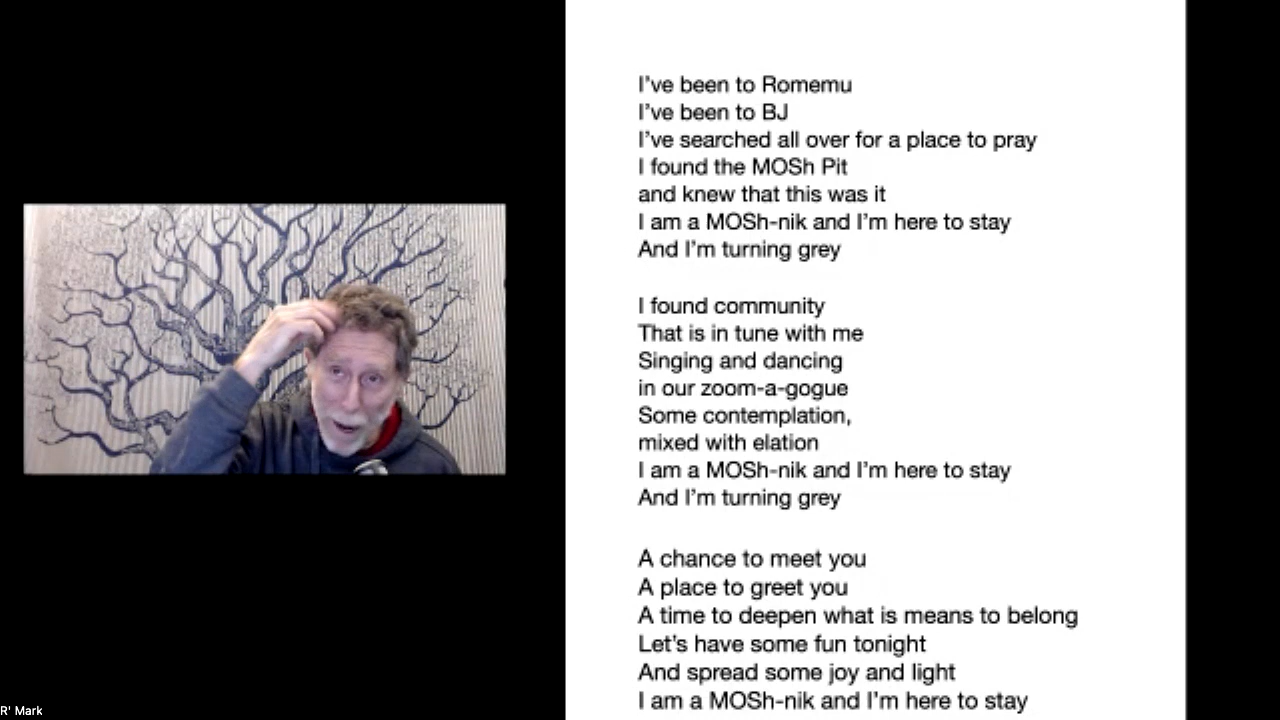 I've been to Romemu
I've been to BJ
I've searched all over for a place to pray
I found the MOSh Pit
and knew that this was it
I am a MOSh-nik and I'm here to stay
And I'm turning grey
I found community
That is in tune with me
Singing and dancing
in our zoom-a-gogue
Some contemplation,
mixed with elation
I am a MOSh-nik and I'm here to stay
And I'm turning grey
A chance to meet you
A place to greet you
A time to deepen what is means to belong
Let's have some fun tonight
And spread some joy and light
I am a MOSh-nik and I'm here to stay
R' Mark